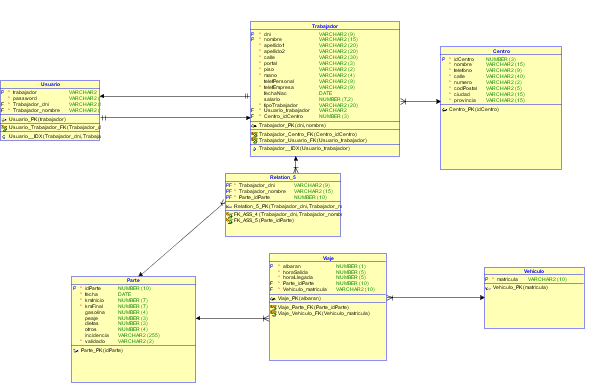 Trabajador
P * dni VARCHAR2 (9)
P * nombre VARCHAR2 (15)
* apellido1 VARCHAR2 (20)
* apellido2 VARCHAR2 (20)
* calle VARCHAR2 (30)
* portal VARCHAR2 (3)
* piso VARCHAR2 (2)
* mano VARCHAR2 (4)
* telefPersonal VARCHAR2 (9)
* telefEmpresa VARCHAR2 (9)
fechaNac DATE
salario NUMBER (7,2)
* tipoTrabajador VARCHAR2 (20)
F * Usuario_trabajador VARCHAR2
F * Centro_idCentro NUMBER (3)
Trabajador_PK (dni, nombre)
Trabajador_Centro_FK (Centro_idCentro)
Trabajador_Usuario_FK (Usuario_trabajador)
Trabajador__IDX (Usuario_trabajador)
Centro
P * idCentro NUMBER (3)
* nombre VARCHAR2 (15)
* telefono VARCHAR2 (9)
* calle VARCHAR2 (40)
* numero VARCHAR2 (2)
* codPostal VARCHAR2 (5)
* ciudad VARCHAR2 (15)
* provincia VARCHAR2 (15)
Centro_PK (idCentro)
Usuario
P * trabajador VARCHAR2
* password VARCHAR2
F * Trabajador_dni VARCHAR2
F * Trabajador_nombre VARCHAR2
Usuario_PK (trabajador)
Usuario_Trabajador_FK (Trabajador_d
Usuario__IDX (Trabajador_dni, Trabaja
Relation_5
PF * Trabajador_dni VARCHAR2 (9)
PF * Trabajador_nombre VARCHAR2 (15)
PF * Parte_idParte NUMBER (10)
Relation_5_PK (Trabajador_dni, Trabajador_n
FK_ASS_4 (Trabajador_dni, Trabajador_nomb
FK_ASS_5 (Parte_idParte)
Viaje
P * albaran NUMBER (1)
* horaSalida NUMBER (5)
* horaLlegada NUMBER (5)
F * Parte_idParte NUMBER (10)
F * Vehiculo_matricula VARCHAR2 (10)
Viaje_PK (albaran)
Viaje_Parte_FK (Parte_idParte)
Viaje_Vehiculo_FK (Vehiculo_matricula)
Vehiculo
P * matricula VARCHAR2 (10)
Vehiculo_PK (matricula)
Parte
P * idParte NUMBER (10)
* fecha DATE
* kmInicio NUMBER (7)
* kmFinal NUMBER (7)
gasolina NUMBER (4)
peaje NUMBER (3)
dietas NUMBER (3)
otros NUMBER (4)
incidencia VARCHAR2 (255)
* validado VARCHAR2 (2)
Parte_PK (idParte)